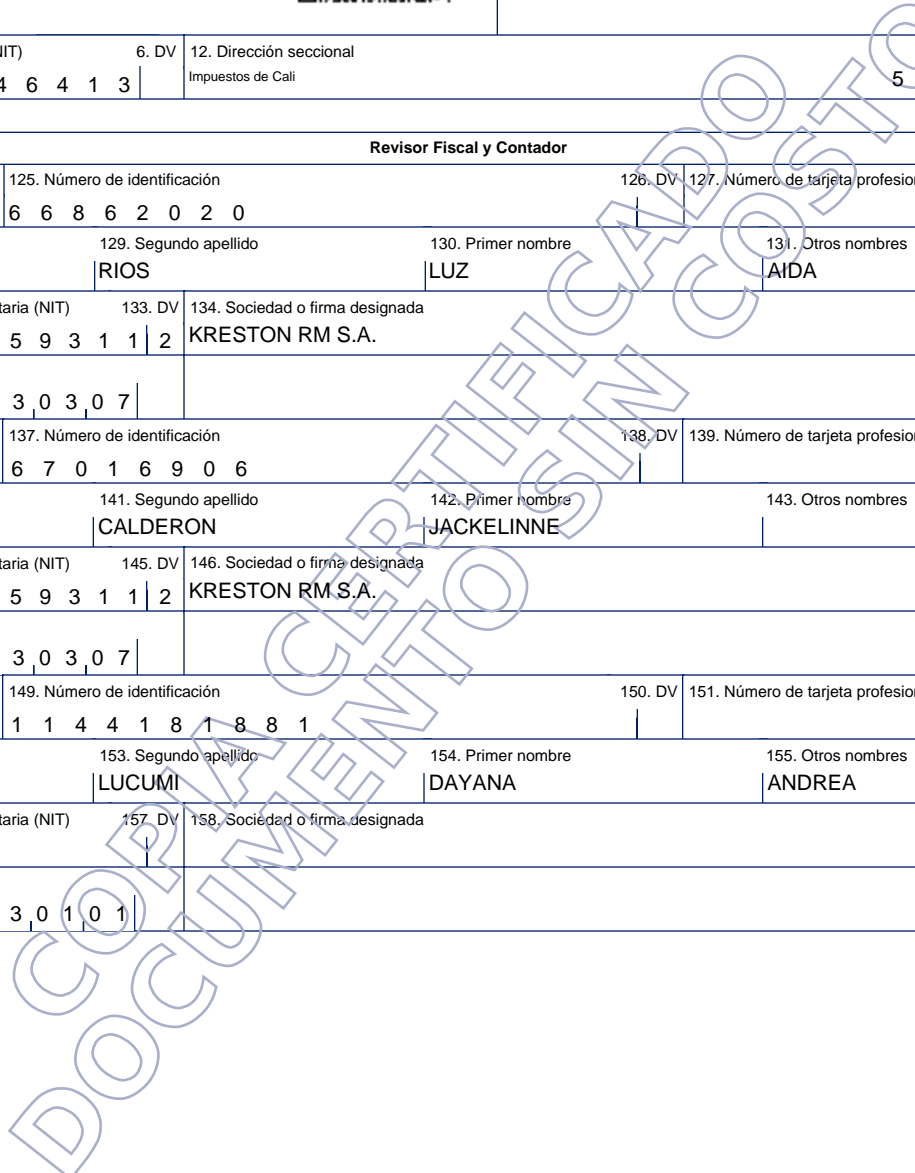 IT) 6. DV 12. Dirección seccional
4 6 4 1 3 Impuestos de Cali 5
Revisor Fiscal y Contador
125. Número de identificación 126. DV 127. Número de tarjeta profesion
6 6 8 6 2 0 2 0
129. Segundo apellido 130. Primer nombre 131. Otros nombres
RIOS LUZ AIDA
taria (NIT) 133. DV 134. Sociedad o firma designada
5 9 3 1 1 2 KRESTON RM S.A.
3 0 3 0 7
137. Número de identificación 138. DV 139. Número de tarjeta profesion
6 7 0 1 6 9 0 6
141. Segundo apellido 142. Primer nombre 143. Otros nombres
CALDERON JACKELINNE
taria (NIT) 145. DV 146. Sociedad o firma designada
5 9 3 1 1 2 KRESTON RM S.A.
3 0 3 0 7
149. Número de identificación 150. DV 151. Número de tarjeta profesion
1 1 4 4 1 8 1 8 8 1
153. Segundo apellido 154. Primer nombre 155. Otros nombres
LUCUMI DAYANA ANDREA
taria (NIT) 157. DV 158. Sociedad o firma designada
3 0 1 0 1
COPIA CERTIFICADO
DOCUMENTO SIN COSTO